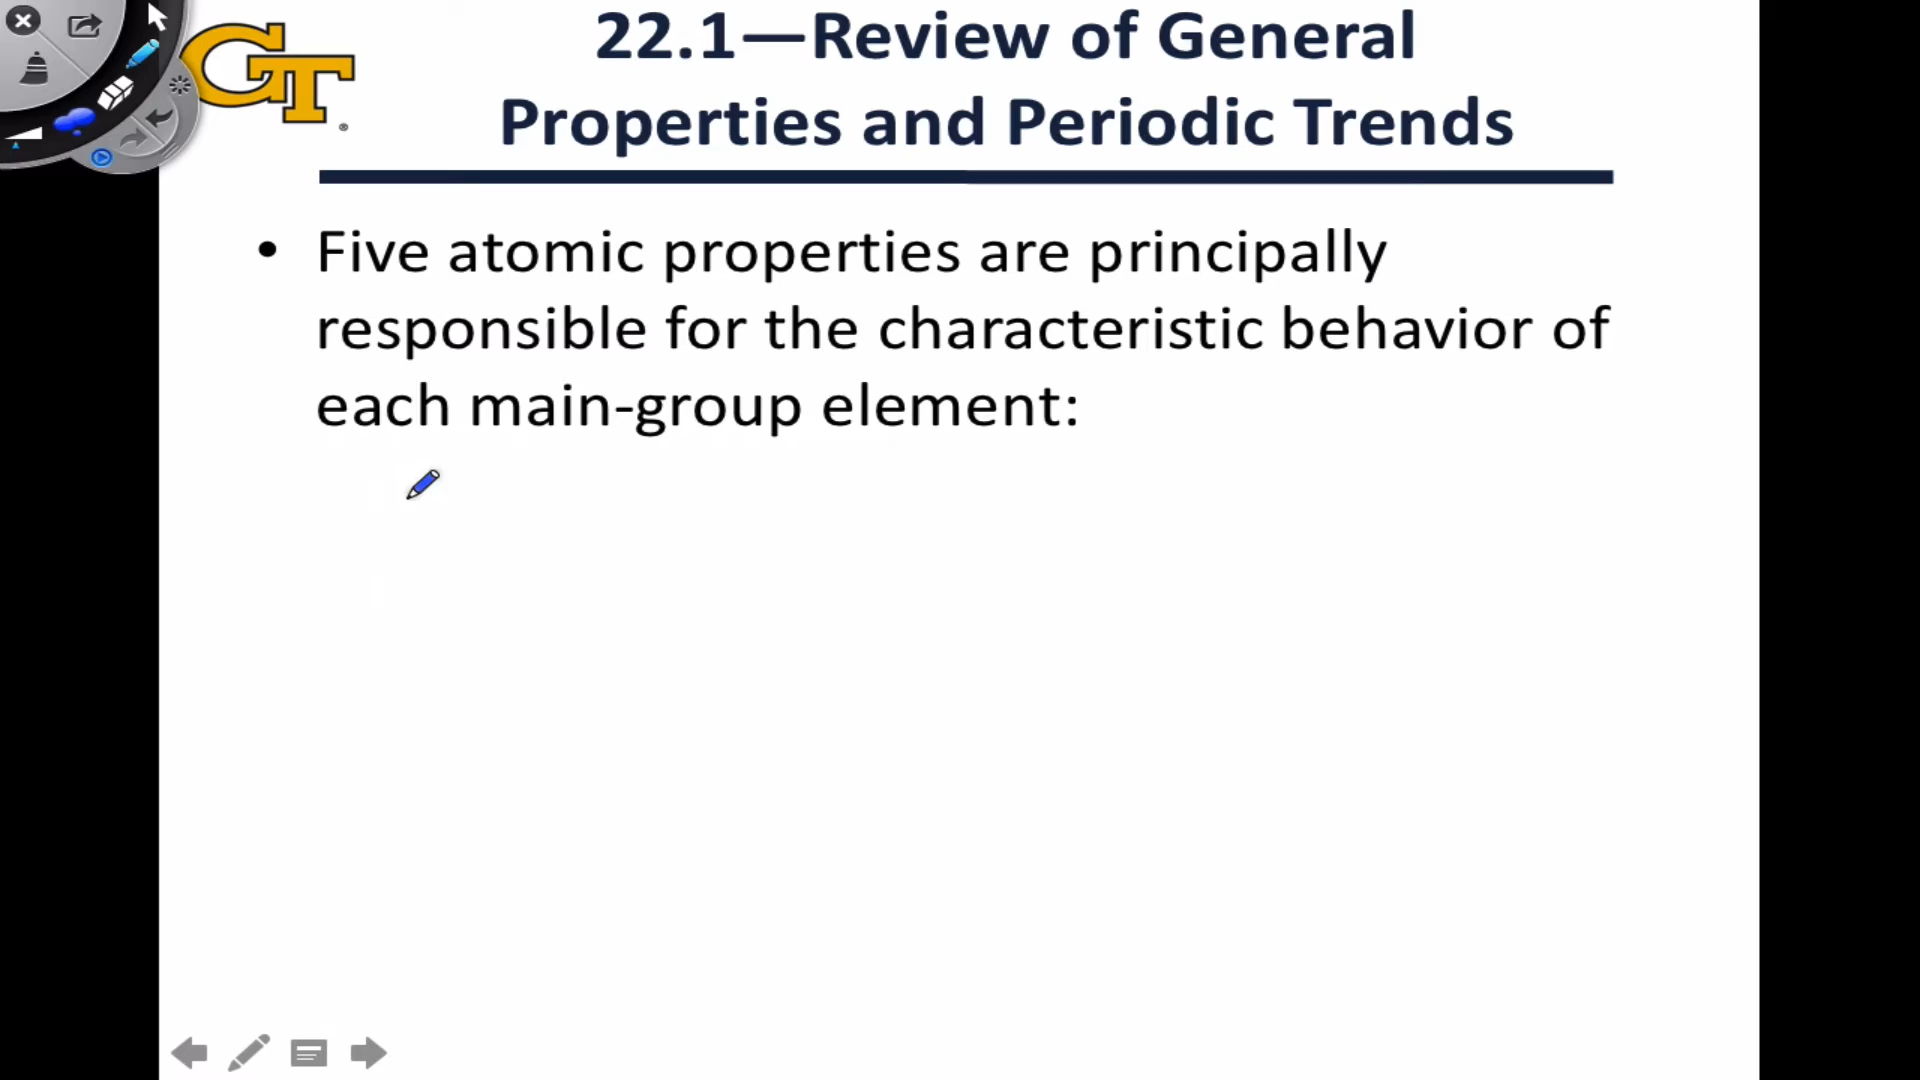 GT
22.1—Review of General
Properties and Periodic Trends
• Five atomic properties are principally
responsible for the characteristic behavior of
each main-group element: